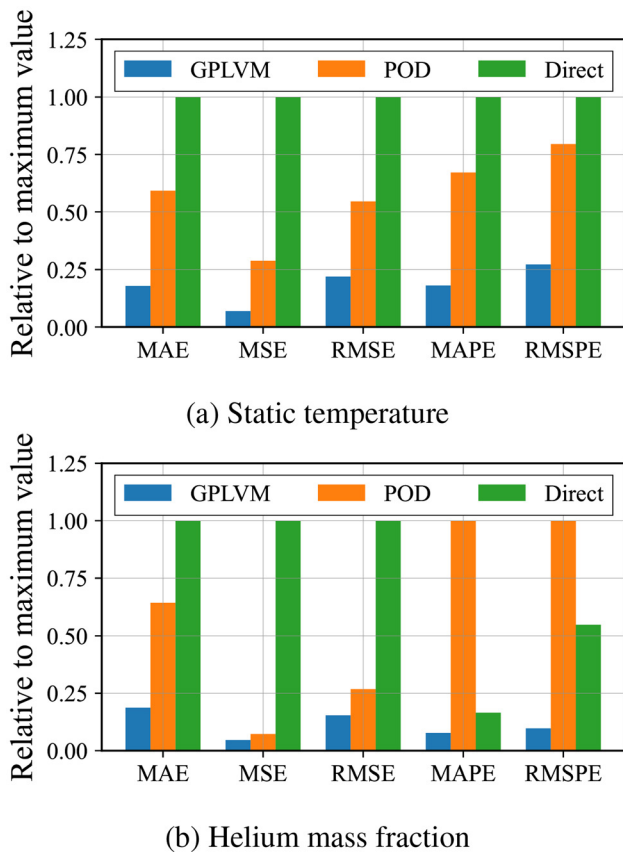 Relative to maximum value
1.25
1.00
0.75
0.50
0.25
0.00
GPLVM POD Direct
MAE MSE RMSE MAPE RMSPE
(a) Static temperature
Relative to maximum value
1.25
1.00
0.75
0.50
0.25
0.00
GPLVM POD Direct
MAE MSE RMSE MAPE RMSPE
(b) Helium mass fraction